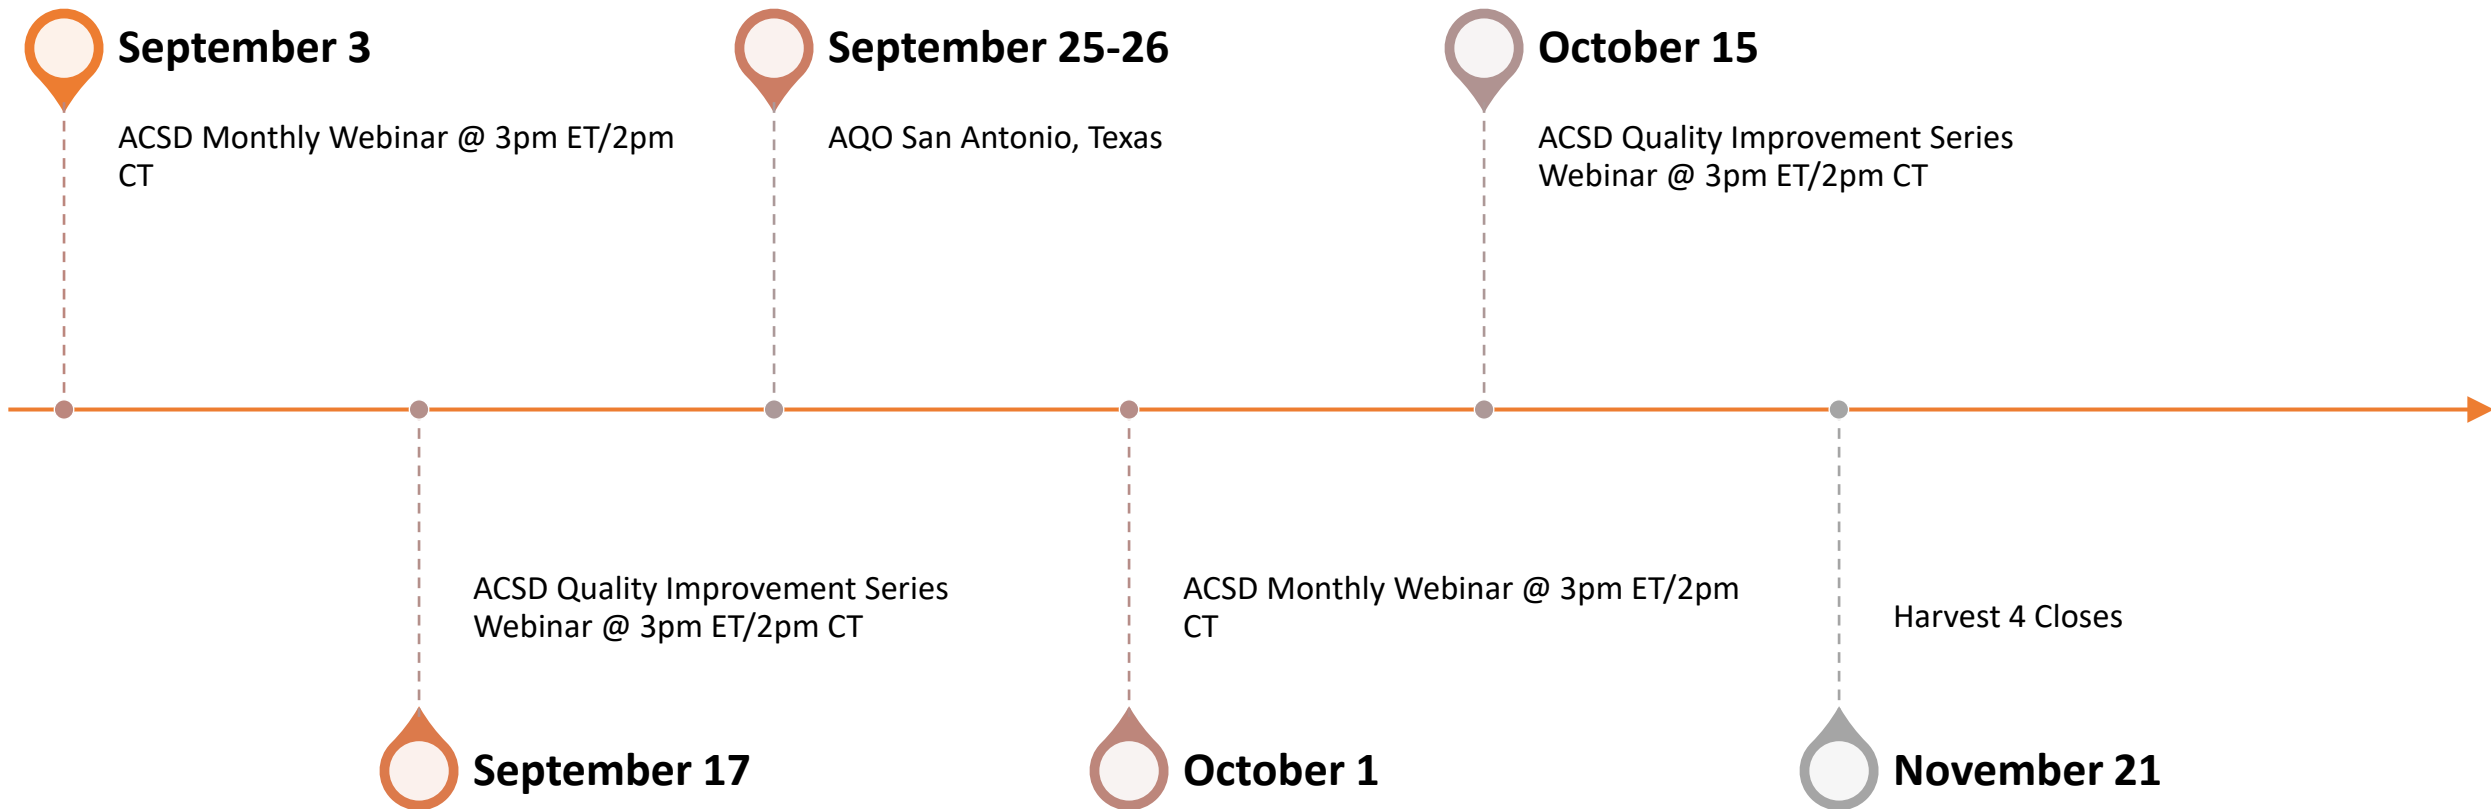 September 3
ACSD Monthly Webinar @ 3pm ET/2pm
CT
September 17
ACSD Quality Improvement Series
Webinar @ 3pm ET/2pm CT
September 25-26
AQO San Antonio, Texas
October 1
ACSD Monthly Webinar @ 3pm ET/2pm
CT
October 15
ACSD Quality Improvement Series
Webinar @ 3pm ET/2pm CT
November 21
Harvest 4 Closes